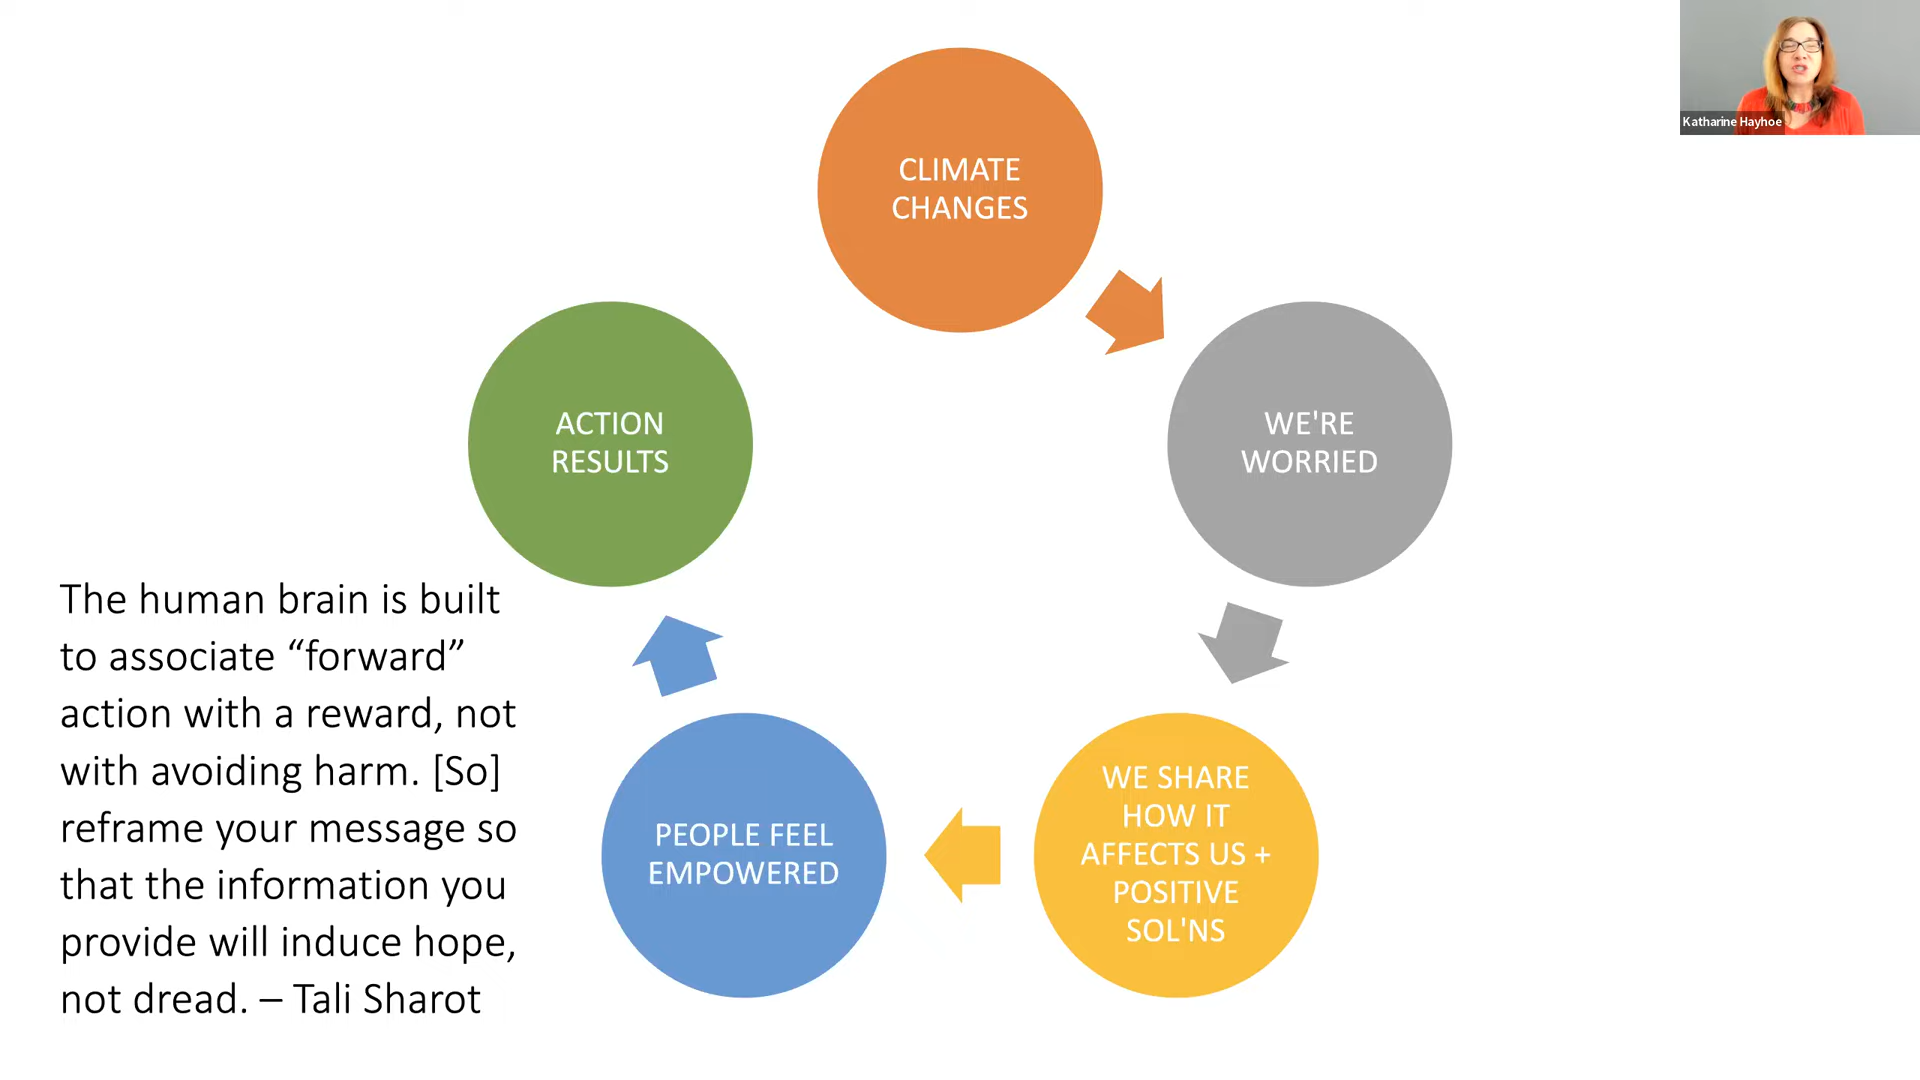 CLIMATE
CHANGES
WE'RE
WORRIED
WE SHARE
HOW IT
AFFECTS US +
POSITIVE
SOL'NS
PEOPLE FEEL
EMPOWERED
ACTION
RESULTS
The human brain is built
to associate “forward”
action with a reward, not
with avoiding harm. [So]
reframe your message so
that the information you
provide will induce hope,
not dread. – Tali Sharot
Katharine Hayhoe